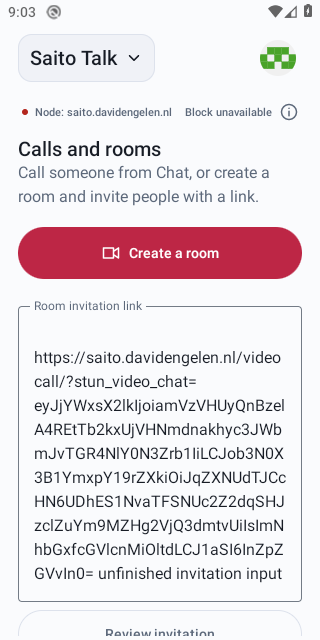 9:03
Saito Talk
Node: saito.davidengelen.nl Block unavailable
Calls and rooms
Call someone from Chat, or create a
room and invite people with a link.
Create a room
Room invitation link
https://saito.davidengelen.nl/video
call/?stun_video_chat=
eyJjYWxsX2lkIjoiamVzVHUyQnBzel
A4REtTb2kxUjVHNmdnakhyc3JWb
mJvTGR4NlY0N3Zrb1IiLCJob3N0X
3B1YmxpY19rZXkiOiJqZXNUdTJCc
HN6UDhES1NvaTFSNUc2Z2dqSHJ
zclZuYm9MZHg2VjQ3dmtvUiIsImN
hbGxfcGVlcnMiOltdLCJ1aSI6InZpZ
GVvIn0= unfinished invitation input
Review invitation